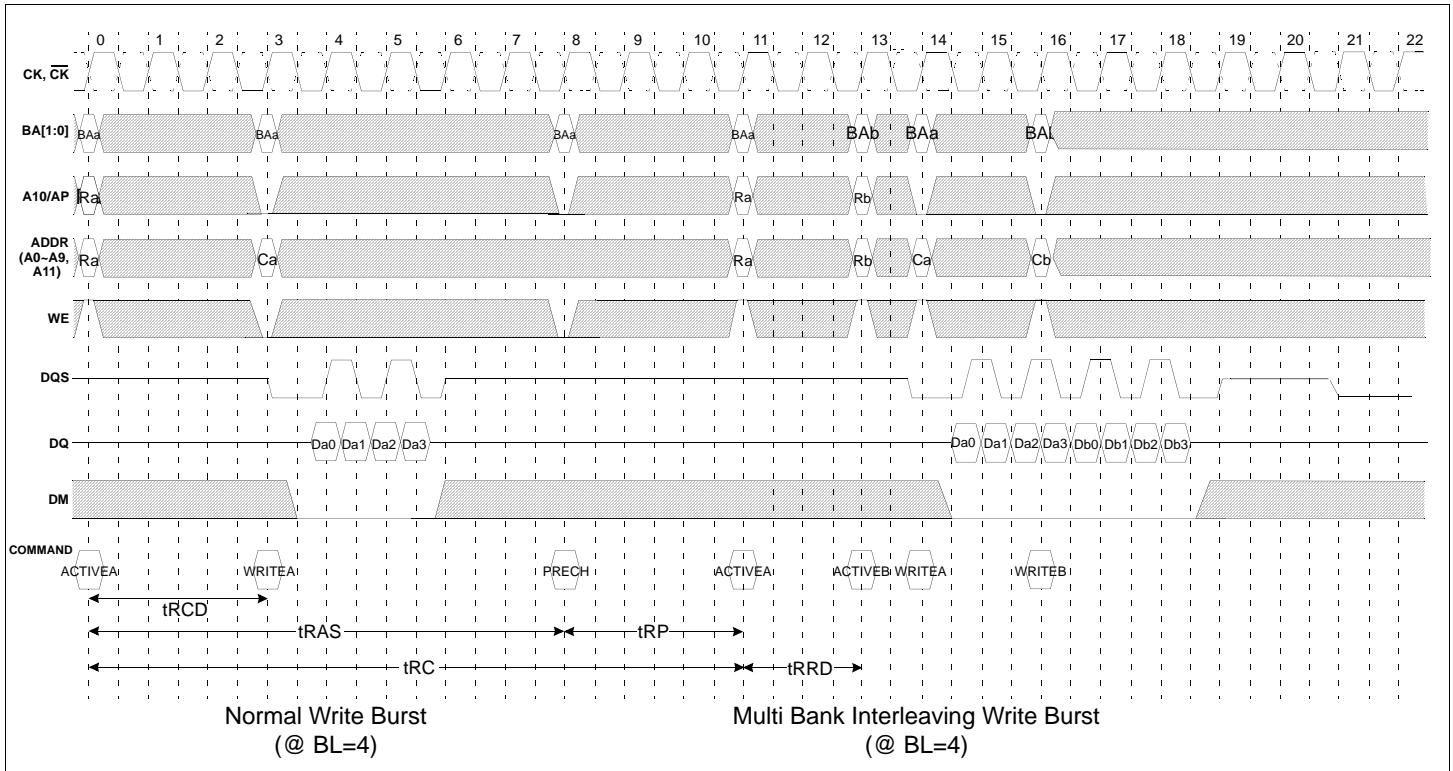 0 1 2 3 4 5 6 7 8 9 10 11 12 13 14 15 16 17 18 19 20 21 22
CK, CK
BA[1:0] BAa BAa BAa BAa BAb BAa
A10/AP Ra Ra Rb
ADDR
(A0~A9,
A11)
Ra Ca Ra Rb Ca Cb
WE
DQS
DQ Da0 Da1 Da2 Da3 Da0 Da1 Da2 Da3 Db0 Db1 Db2 Db3
DM
COMMAND
ACTIVEA WRITEA PRECH ACTIVEA ACTIVEB WRITEA WRITEB
tRCD
tRAS tRP
tRC tRRD
Normal Write Burst Multi Bank Interleaving Write Burst
(@ BL=4) (@ BL=4)